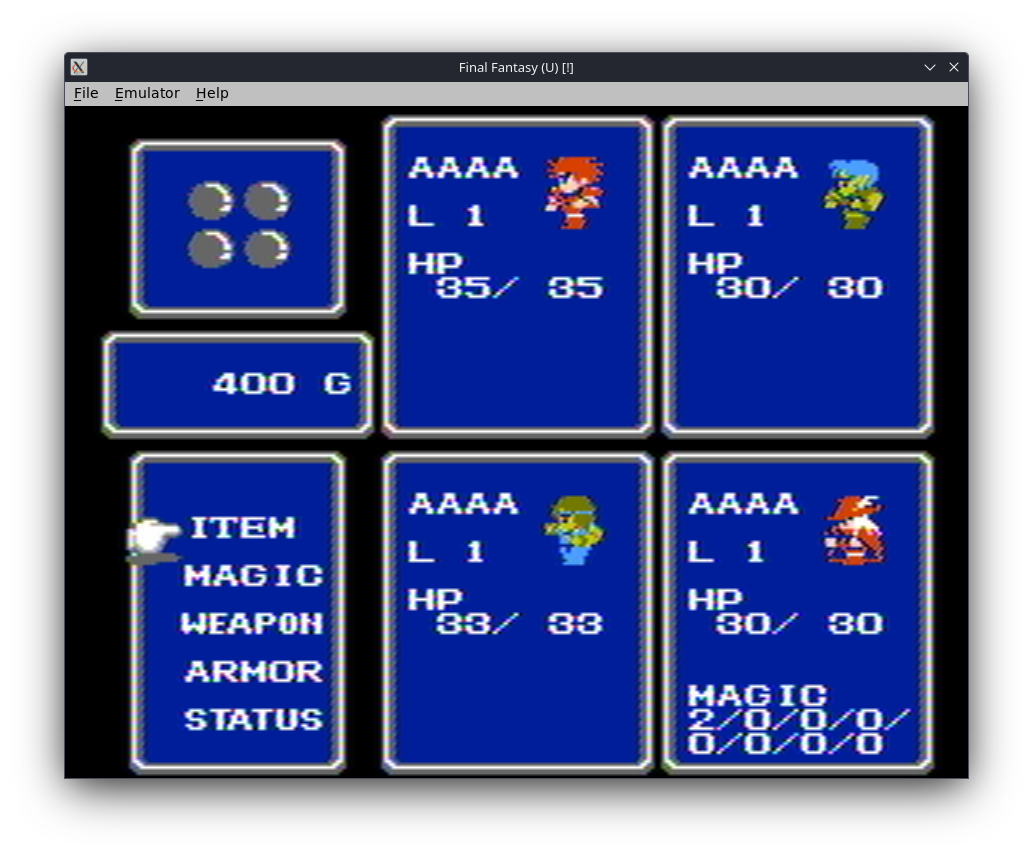 Final Fantasy (U) [!]
File Emulator Help
400 G
ITEM
MAGIC
WEAPON
ARMOR
STATUS
AAAA
L 1
HP
35/ 35
AAAA
L 1
HP
30/ 30
AAAA
L 1
HP
33/ 33
AAAA
L 1
HP
30/ 30
MAGIC
2/0/0/0/
0/0/0/0